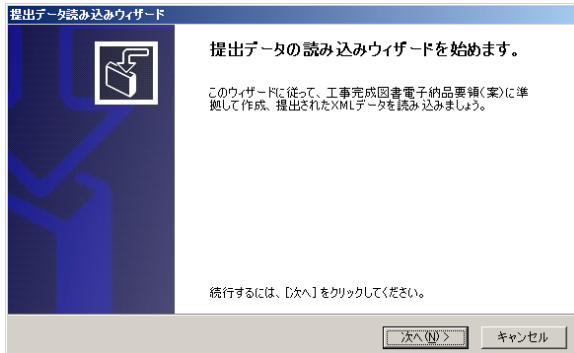 提出データ読み込みウィザード
提出データの読み込みウィザードを始めます。
このウィザードに従って、工事完成図書電子納品要領(案)に準
拠して作成、提出されたXMLデータを読み込みましょう。
続行するには、[次へ]をクリックしてください。
次へ(N) >
キャンセル